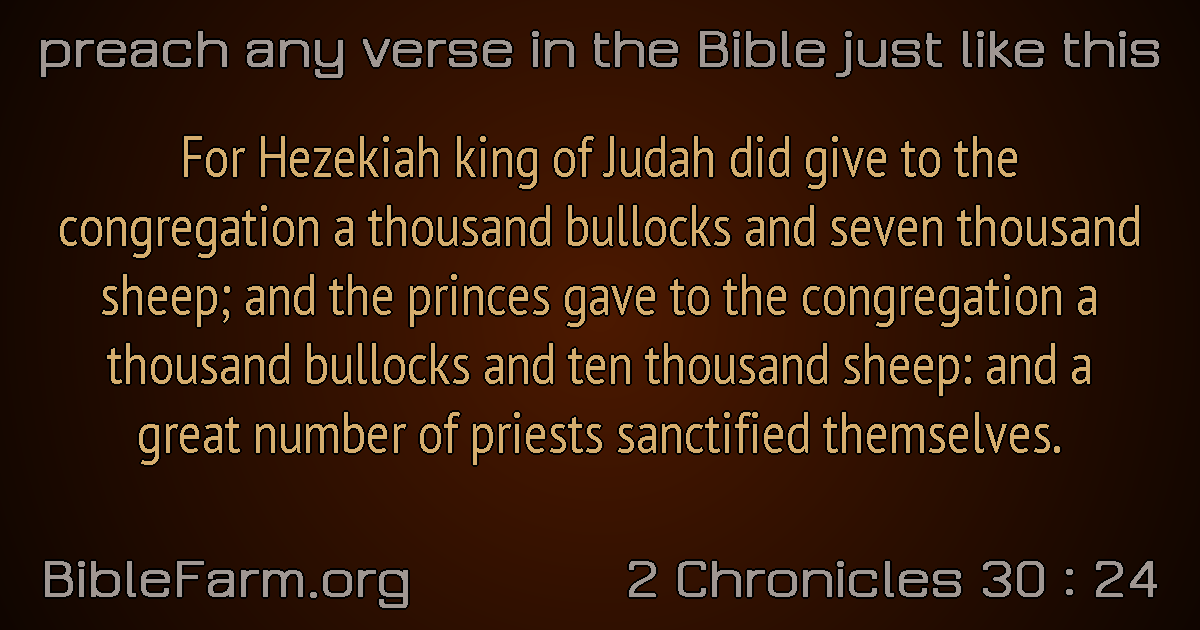 preach any verse in the Bible just like this
For Hezekiah king of Judah did give to the
congregation a thousand bullocks and seven thousand
sheep; and the princes gave to the congregation a
thousand bullocks and ten thousand sheep: and a
great number of priests sanctified themselves.
BibleFarm.org
2 Chronicles 30 : 24